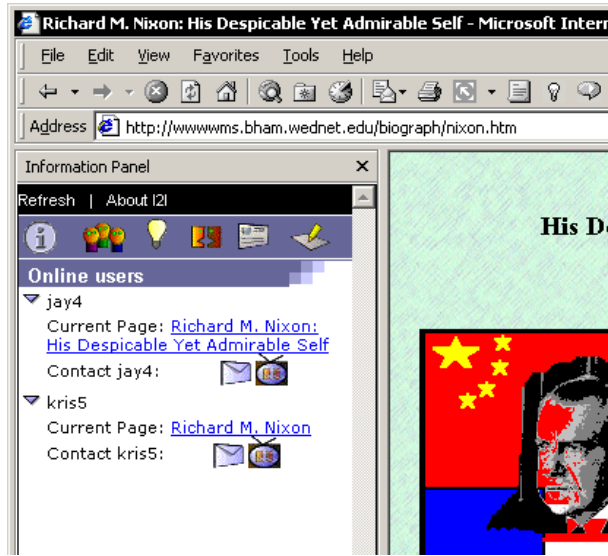 Richard M. Nixon: His Despicable Yet Admirable Self - Microsoft Intern
File Edit View Favorites Tools Help
Address http://wwwwms.bham.wednet.edu/biograph/nixon.htm
Information Panel
Refresh | About I2I
His De
Online users
jay4
Current Page: Richard M. Nixon:
His Despicable Yet Admirable Self
Contact jay4:
kris5
Current Page: Richard M. Nixon
Contact kris5: